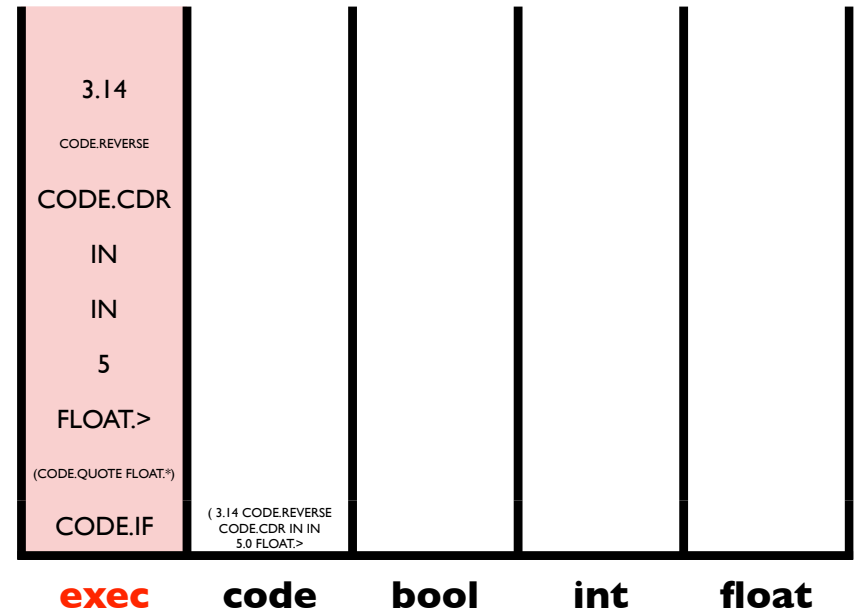 3.14
CODE.REVERSE
CODE.CDR
IN
IN
5
FLOAT.>
(CODE.QUOTE FLOAT.*)
CODE.IF
( 3.14 CODE.REVERSE
CODE.CDR IN IN
5.0 FLOAT.>
exec code bool int float